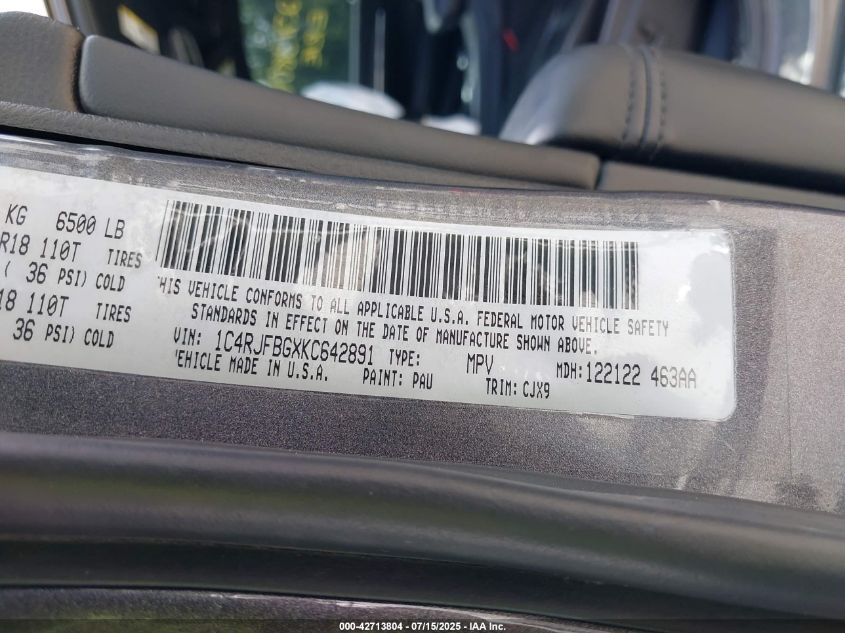 KG 6500 LB
R18 110T TIRES
( 36 PSI) COLD
18 110T TIRES
36 PSI) COLD
HIS VEHICLE CONFORMS TO ALL APPLICABLE U.S.A. FEDERAL MOTOR VEHICLE SAFETY
STANDARDS IN EFFECT ON THE DATE OF MANUFACTURE SHOWN ABOVE.
VIN: 1C4RJFBGXKC642891 TYPE: MPV MDH:122122 463AA
EHICLE MADE IN U.S.A. PAINT: PAU TRIM: CJX9
000-42713804 - 07/15/2025 - IAA Inc.